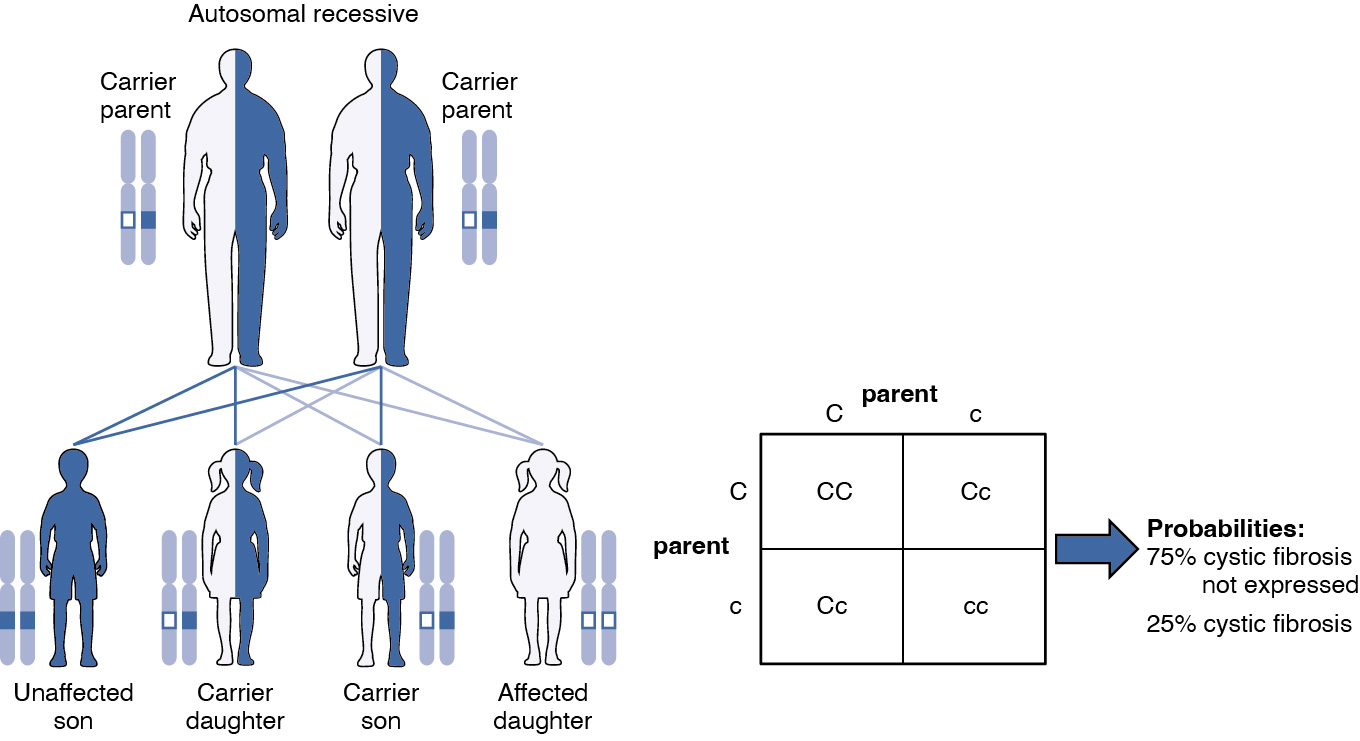 Autosomal recessive
Carrier
parent
Carrier
parent
Unaffected
son
Carrier
daughter
Carrier
son
Affected
daughter
parent
C
c
C
CC
Cc
parent
c
Cc
cc
Probabilities:
75% cystic fibrosis
not expressed
25% cystic fibrosis